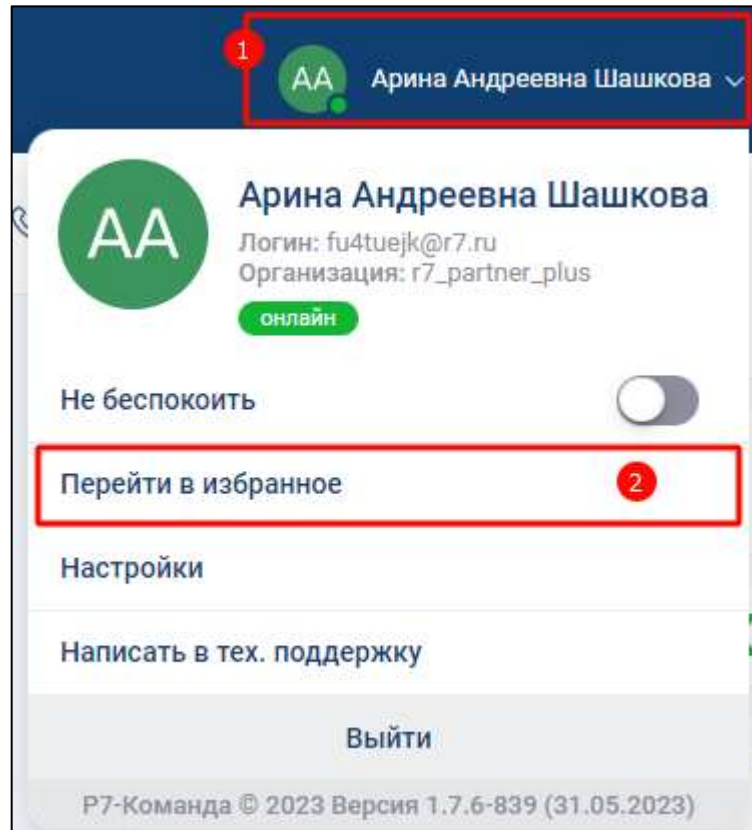 1
АА Арина Андреевна Шашкова
АА
Арина Андреевна Шашкова
Логин: fu4tuejk@r7.ru
Организация: r7_partner_plus
онлайн
Не беспокоить
Перейти в избранное 2
Настройки
Написать в тех. поддержку
Выйти
Р7-Команда © 2023 Версия 1.7.6-839 (31.05.2023)